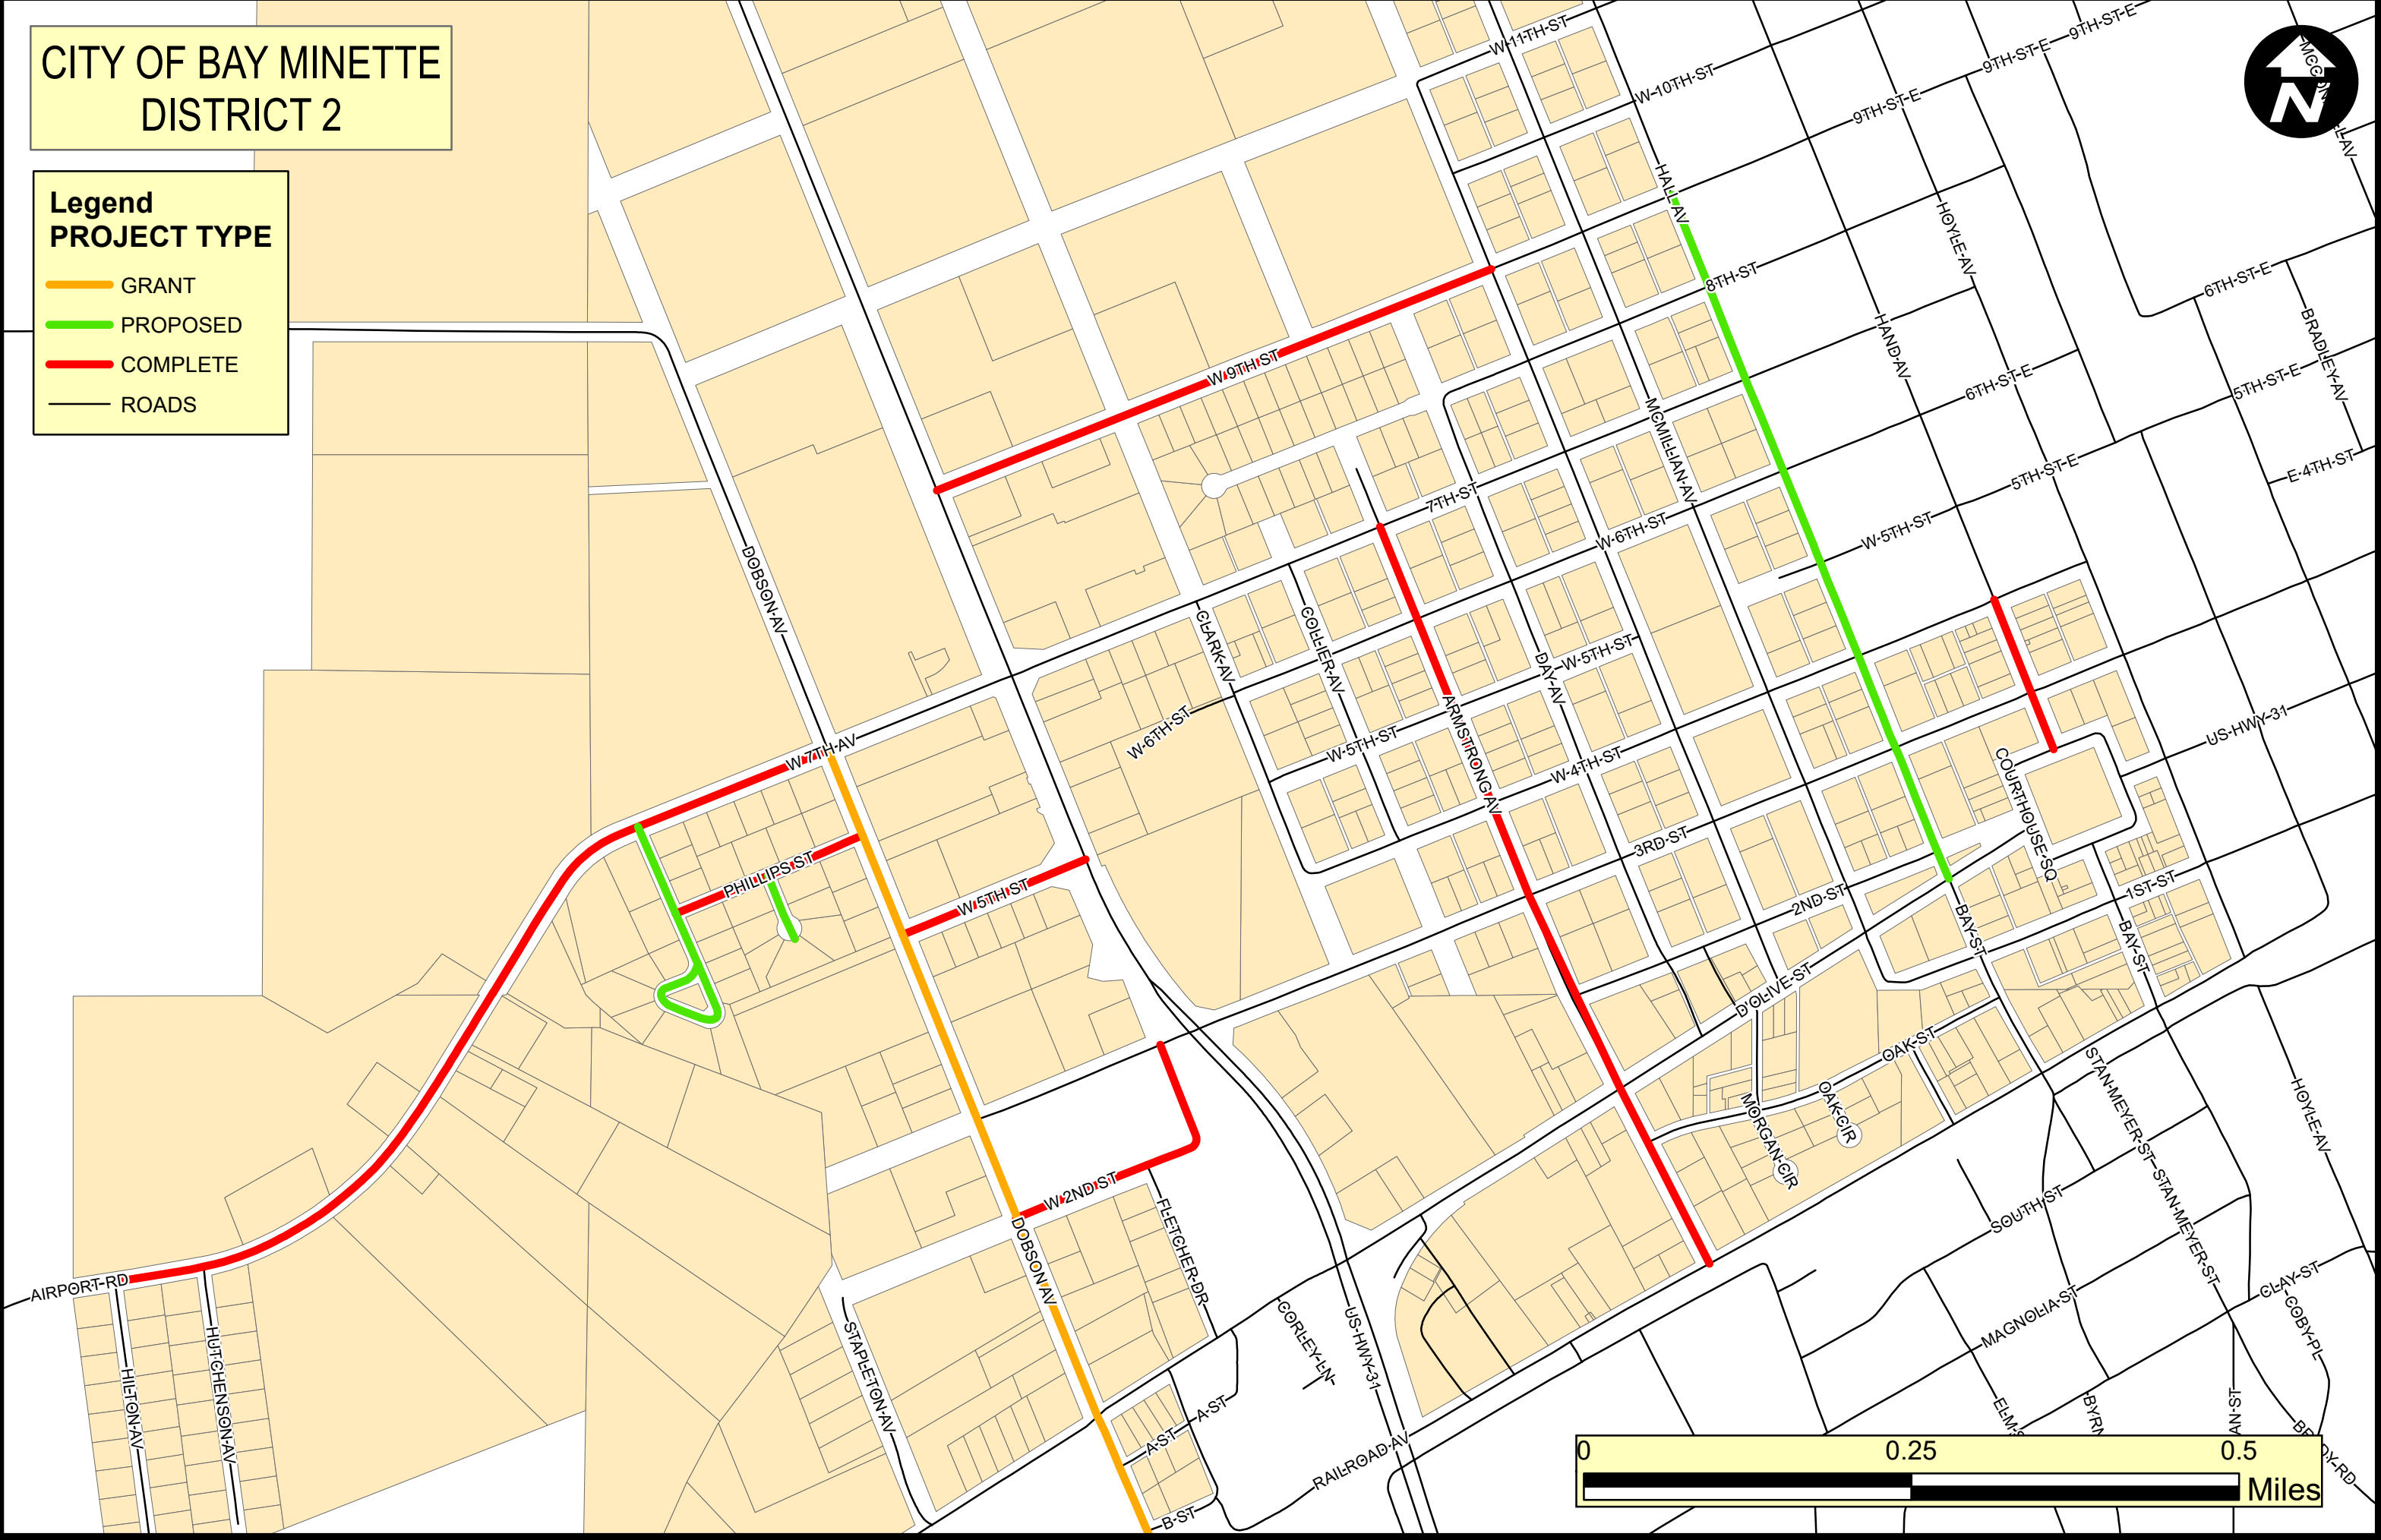 CITY OF BAY MINETTE
DISTRICT 2
Legend
PROJECT TYPE
GRANT
PROPOSED
COMPLETE
ROADS
N
W-11TH-ST
W-10TH-ST
9TH-ST-E
9TH-ST-E
9TH-ST-E
HALL AV
HOYLE-AV
8TH-ST
6TH-ST-E
BRADLEY-AV
HAND-AV
W 9TH ST
6TH-ST-E
5TH-ST-E
MCMILLIAN-AV
E-4TH-ST
5TH-ST-E
7TH-ST
W-6TH-ST
W-5TH-ST
DOBSON-AV
CLARK-AV
COLLIER-AV
DAY-AV
W-5TH-ST
W-6TH-ST
W-5TH-ST
ARMSTRONG AV
W-4TH-ST
US-HWY-31
W 7TH-AV
COURTHOUSE-SQ
3RD-ST
PHILLIPS ST
W 5TH ST
2ND-ST
1ST-ST
BAY-ST
BAY-ST
D'OLIVE-ST
OAK-ST
OAK-CIR
MORGAN-CIR
STAN-MEYER-ST
STAN-MEYER-ST
HOYLE-AV
W 2ND ST
FLETCHER-DR
DOBSON AV
SOUTH-ST
AIRPORT-RD
HILTON-AV
HUTCHENSON-AV
STAPLETON-AV
CORLEY-LN
US-HWY-31
MAGNOLIA-ST
CLAY-ST
COBY-PL
A-ST
A-ST
B-ST
RAILROAD-AV
0
0.25
0.5
Miles